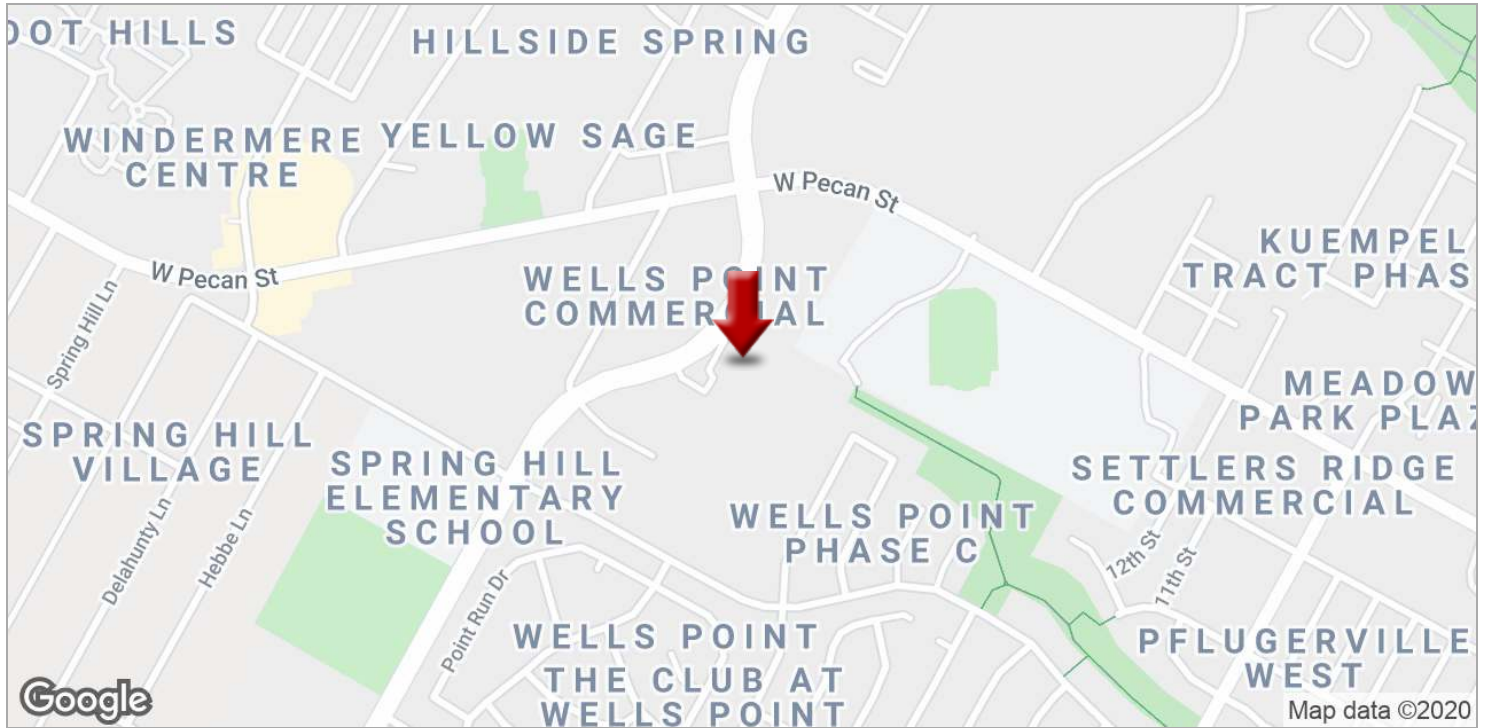 OOT HILLS
HILLSIDE SPRING
WINDERMERE
CENTRE
YELLOW SAGE
W Pecan St
W Pecan St
WELLS POINT
COMMERCIAL
KUEMPEL
TRACT PHAS
Spring Hill Ln
MEADOW
PARK PLAZ
SPRING HILL
VILLAGE
SPRING HILL
ELEMENTARY
SCHOOL
SETTLERS RIDGE
COMMERCIAL
WELLS POINT
PHASE C
Delahunty Ln
Hebbe Ln
12th St
11th St
Point Run Dr
WELLS POINT
THE CLUB AT
WELLS POINT
PFLUGERVILLE
WEST
Google
Map data ©2020